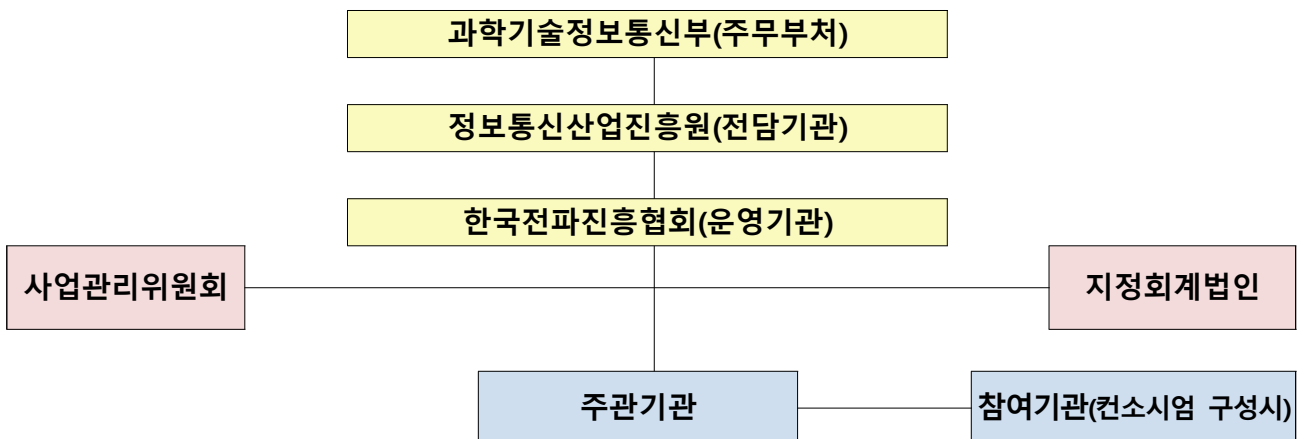 과학기술정보통신부(주무부처)
정보통신산업진흥원(전담기관)
한국전파진흥협회(운영기관)
사업관리위원회
지정회계법인
주관기관
참여기관(컨소시엄 구성시)